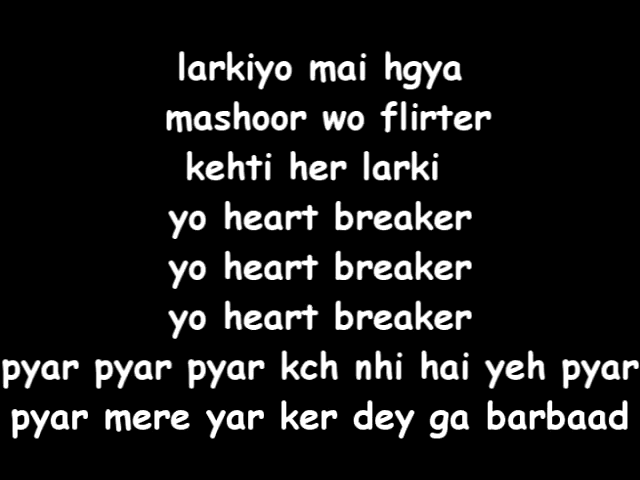 larkiyo mai hgya
mashoor wo flirter
kehti her larki
yo heart breaker
yo heart breaker
yo heart breaker
pyar pyar pyar kch nhi hai yeh pyar
pyar mere yar ker dey ga barbaad